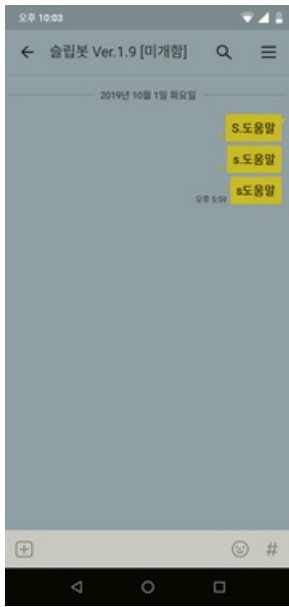 오후 10:03
슬립봇 Ver.1.9 [미개함]
2019년 10월 1일 화요일
S.도움말
s.도움말
오후 5:59 s도움말
#